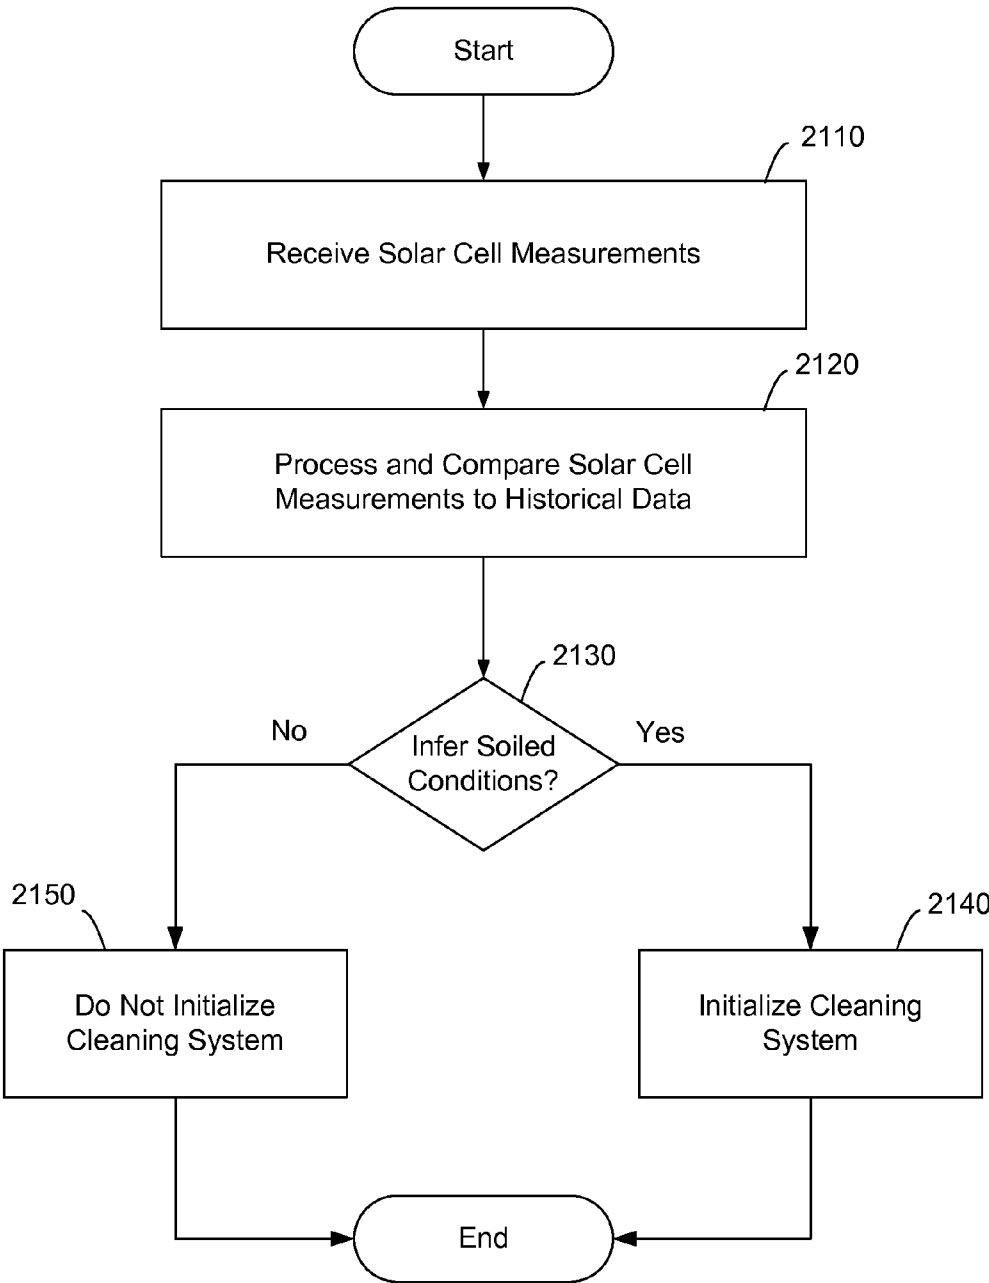 Start
2110
Receive Solar Cell Measurements
2120
Process and Compare Solar Cell
Measurements to Historical Data
2130
No
Infer Soiled
Conditions?
Yes
2150
2140
Do Not Initialize
Cleaning System
Initialize Cleaning
System
End